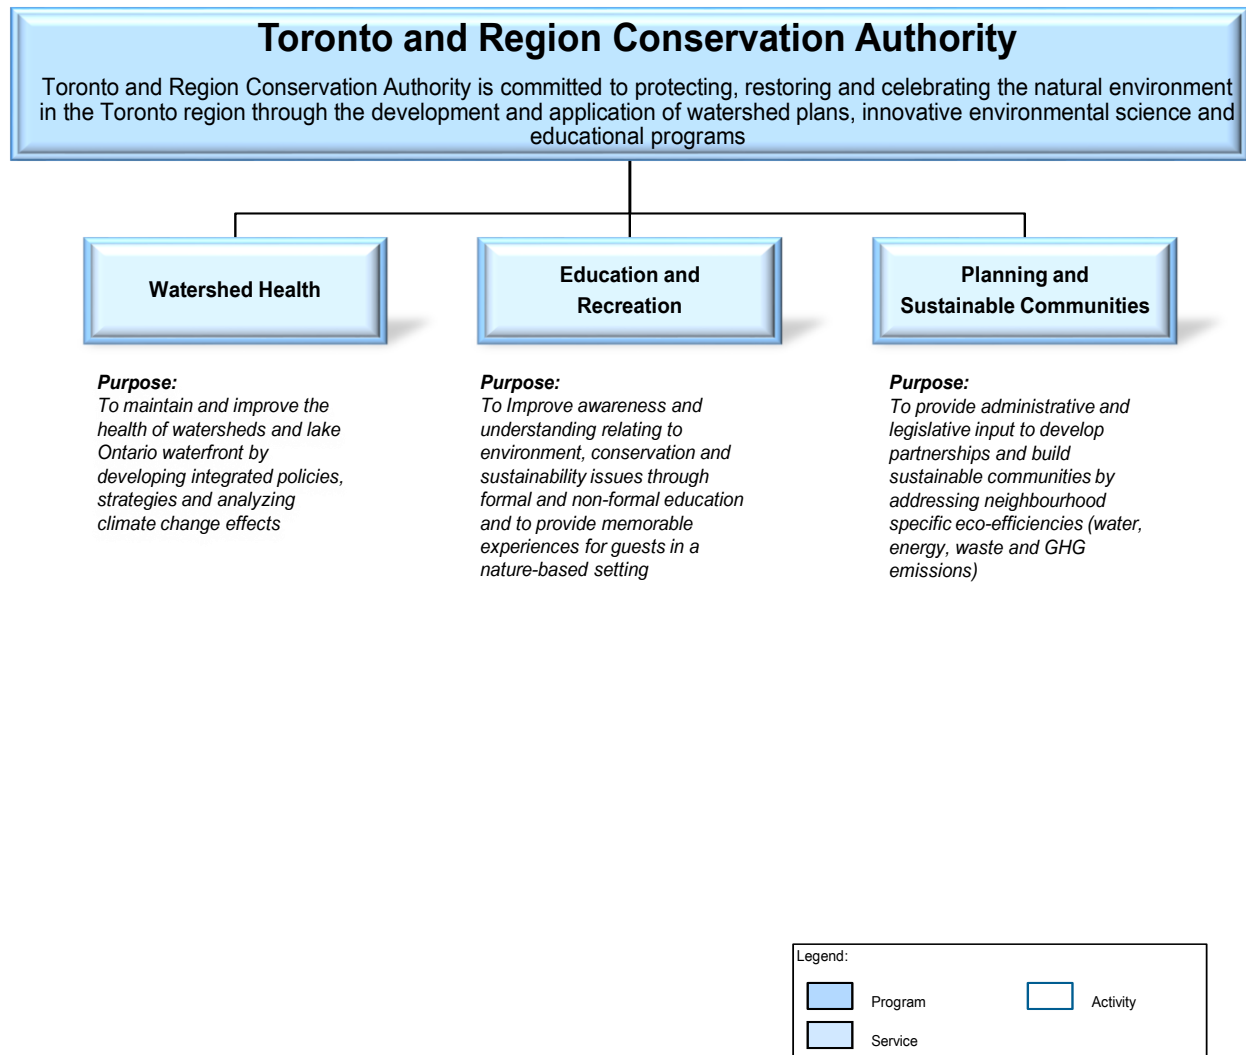 Toronto and Region Conservation Authority
Toronto and Region Conservation Authority is committed to protecting, restoring and celebrating the natural environment
in the Toronto region through the development and application of watershed plans, innovative environmental science and
educational programs
Watershed Health
Education and
Recreation
Planning and
Sustainable Communities
Purpose:
To maintain and improve the
health of watersheds and lake
Ontario waterfront by
developing integrated policies,
strategies and analyzing
climate change effects
Purpose:
To Improve awareness and
understanding relating to
environment, conservation and
sustainability issues through
formal and non-formal education
and to provide memorable
experiences for guests in a
nature-based setting
Purpose:
To provide administrative and
legislative input to develop
partnerships and build
sustainable communities by
addressing neighbourhood
specific eco-efficiencies (water,
energy, waste and GHG
emissions)
Legend:
Program
Activity
Service